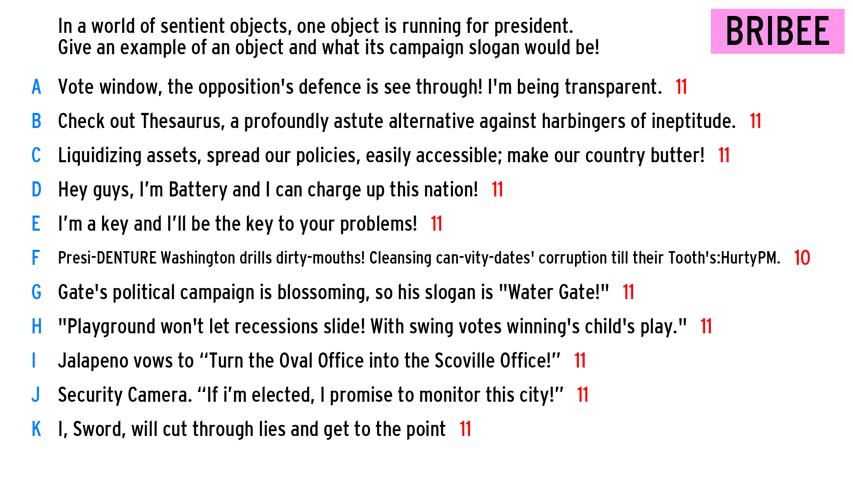 In a world of sentient objects, one object is running for president.
Give an example of an object and what its campaign slogan would be!
BRIBEE
A Vote window, the opposition's defence is see through! I'm being transparent. 11
B Check out Thesaurus, a profoundly astute alternative against harbingers of ineptitude. 11
C Liquidizing assets, spread our policies, easily accessible; make our country butter! 11
D Hey guys, I’m Battery and I can charge up this nation! 11
E I’m a key and I’ll be the key to your problems! 11
F Presi-DENTURE Washington drills dirty-mouths! Cleansing can-vity-dates' corruption till their Tooth's:HurtyPM. 10
G Gate's political campaign is blossoming, so his slogan is "Water Gate!" 11
H "Playground won't let recessions slide! With swing votes winning's child's play." 11
I Jalapeno vows to “Turn the Oval Office into the Scoville Office!” 11
J Security Camera. “If i’m elected, I promise to monitor this city!” 11
K I, Sword, will cut through lies and get to the point 11